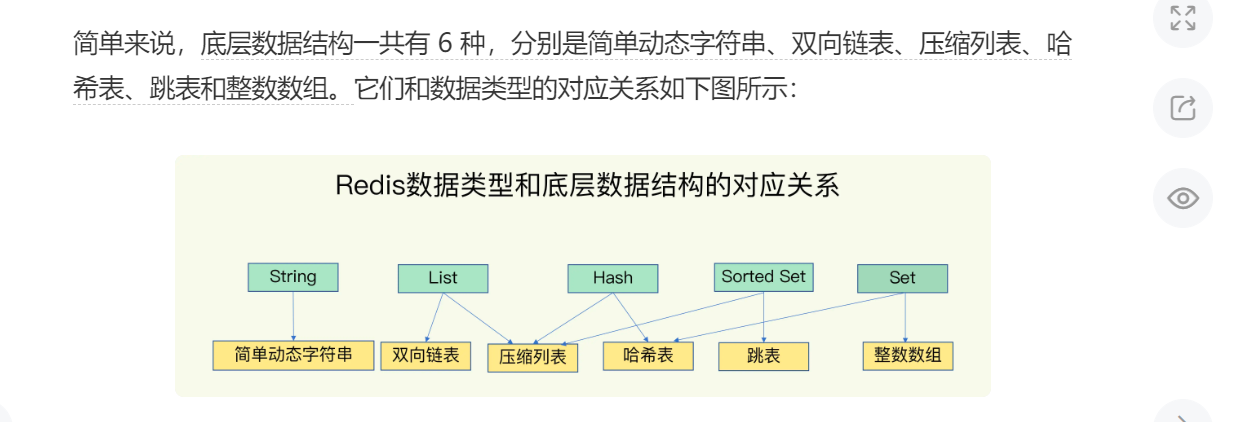 简单来说，底层数据结构一共有 6 种，分别是简单动态字符串、双向链表、压缩列表、哈
希表、跳表和整数数组。它们和数据类型的对应关系如下图所示：
Redis数据类型和底层数据结构的对应关系
String List Hash Sorted Set Set
简单动态字符串 双向链表 压缩列表 哈希表 跳表 整数数组